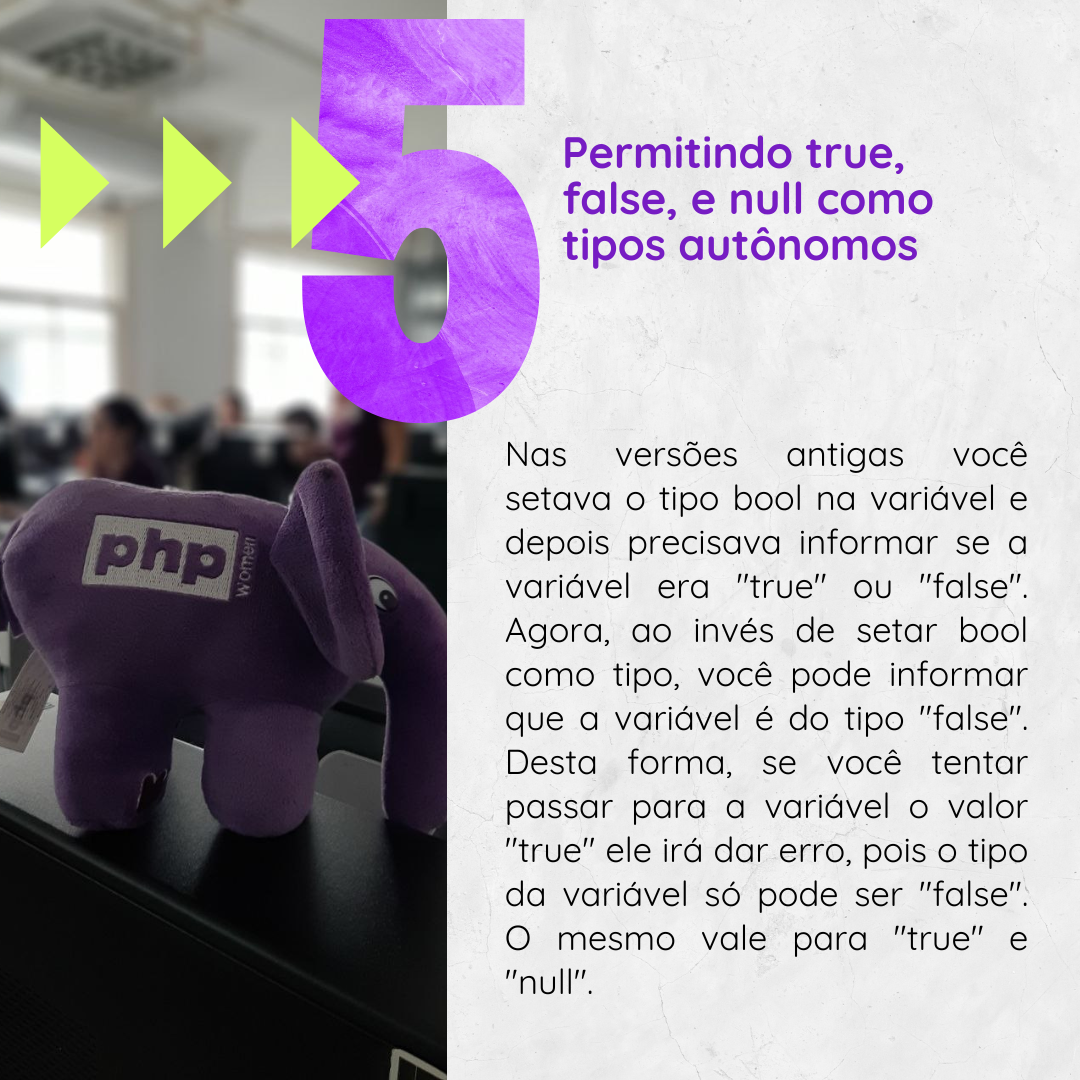 5
Permitindo true,
false, e null como
tipos autônomos
Nas versões antigas você
setava o tipo bool na variável e
depois precisava informar se a
variável era "true" ou "false".
Agora, ao invés de setar bool
como tipo, você pode informar
que a variável é do tipo "false".
Desta forma, se você tentar
passar para a variável o valor
"true" ele irá dar erro, pois o tipo
da variável só pode ser "false".
O mesmo vale para "true" e
"null".
php
women